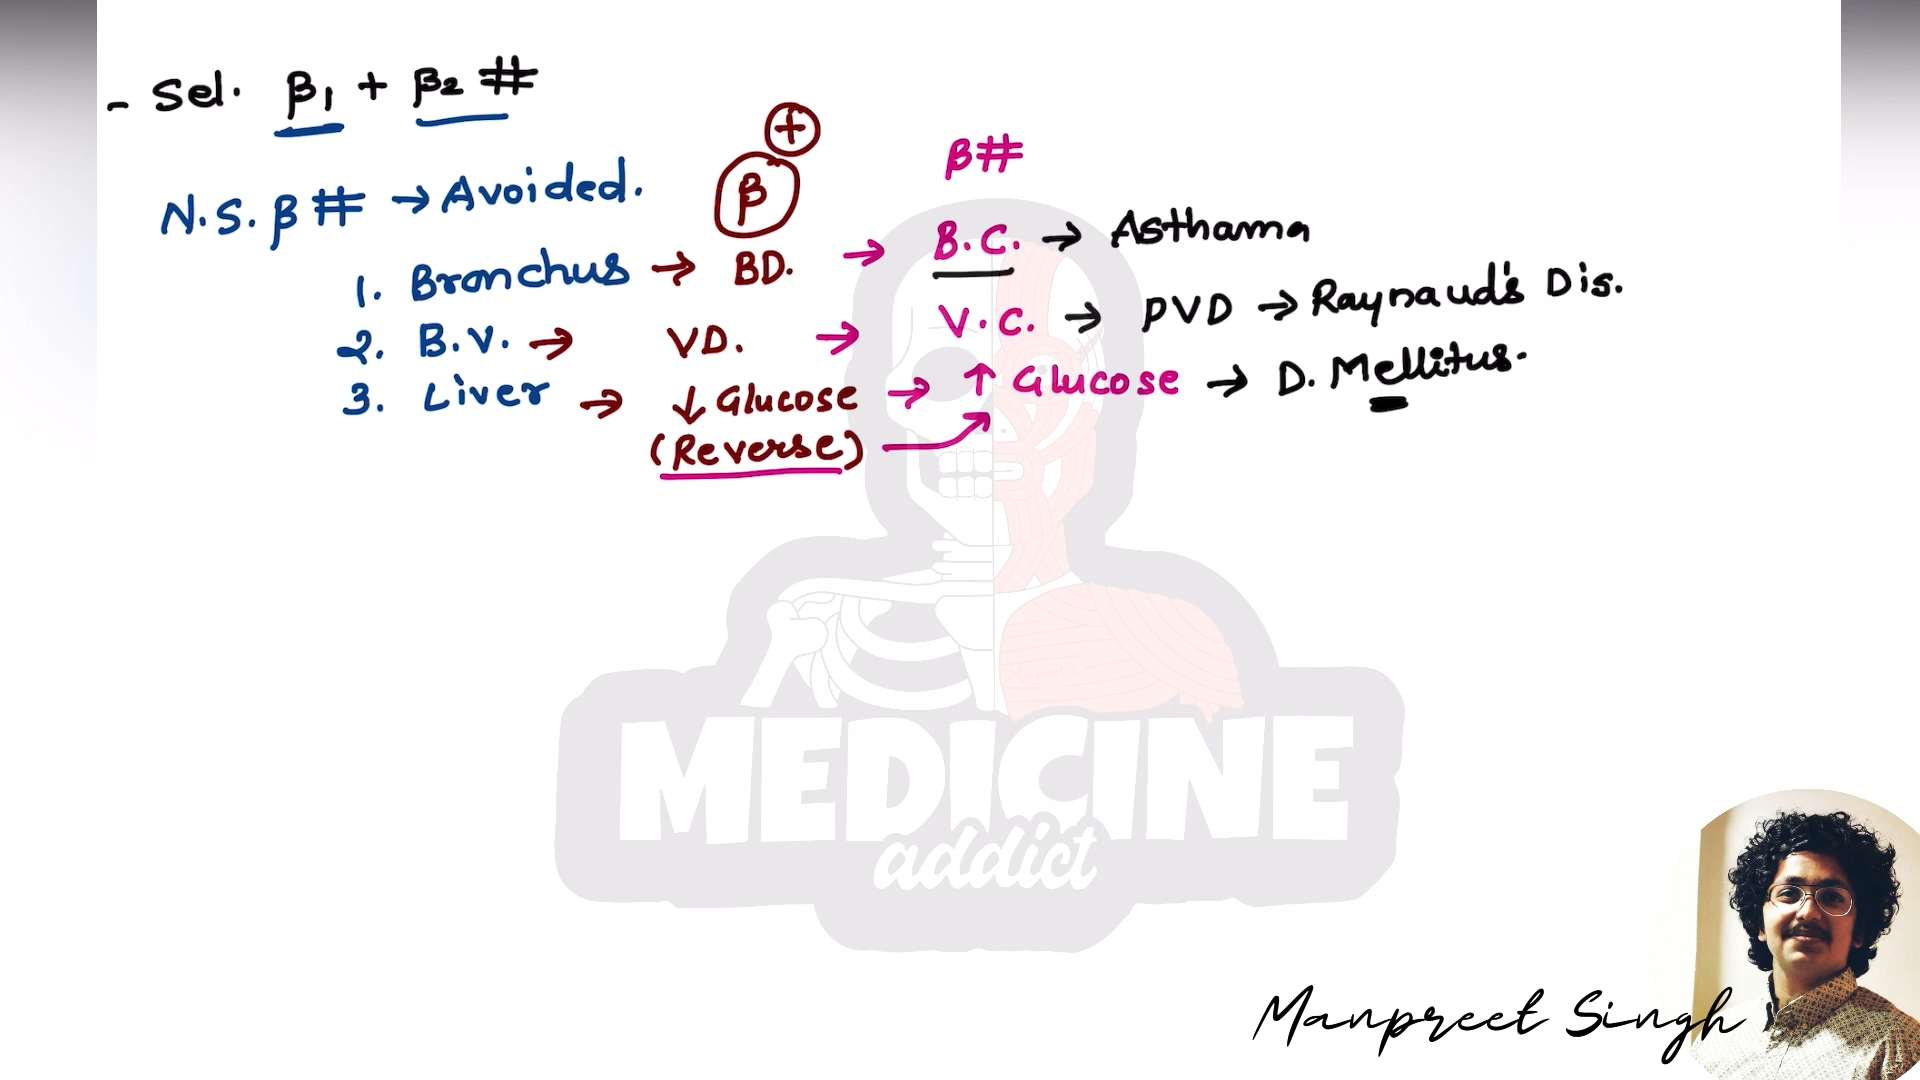 - Sel. β1 + β2 #
N.S. β # → Avoided.
β +
β#
1. Bronchus → BD. → B.C. → Asthama
2. B.V. → VD. → V.C. → PVD → Raynaud's Dis.
3. Liver → ↓ Glucose → ↑ Glucose → D. Mellitus.
(Reverse)
MEDICINE
addict
Manpreet Singh